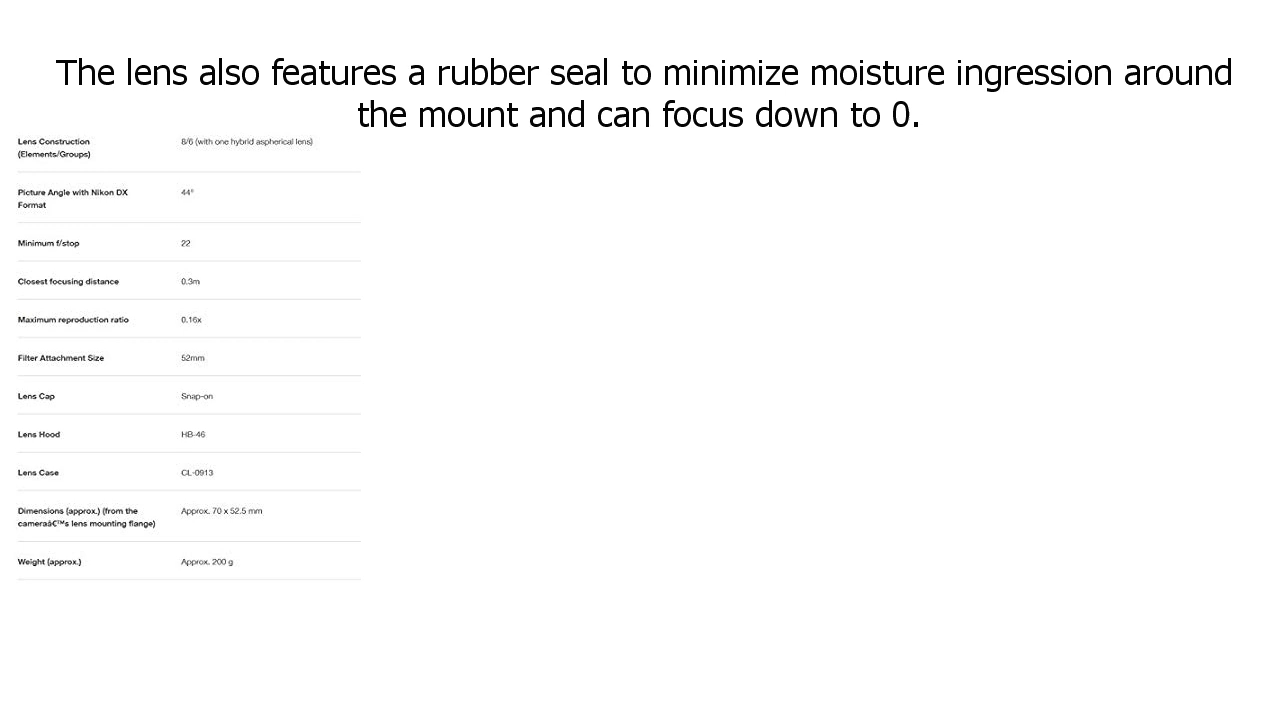 The lens also features a rubber seal to minimize moisture ingression around
the mount and can focus down to 0.
Lens Construction 8/6 (with one hybrid aspherical lens)
(Elements/Groups)
Picture Angle with Nikon DX 44°
Format
Minimum f/stop 22
Closest focusing distance 0.3m
Maximum reproduction ratio 0.16x
Filter Attachment Size 52mm
Lens Cap Snap-on
Lens Hood HB-46
Lens Case CL-0913
Dimensions (approx.) (from the Approx. 70 x 52.5 mm
cameraâ€™s lens mounting flange)
Weight (approx.) Approx. 200 g